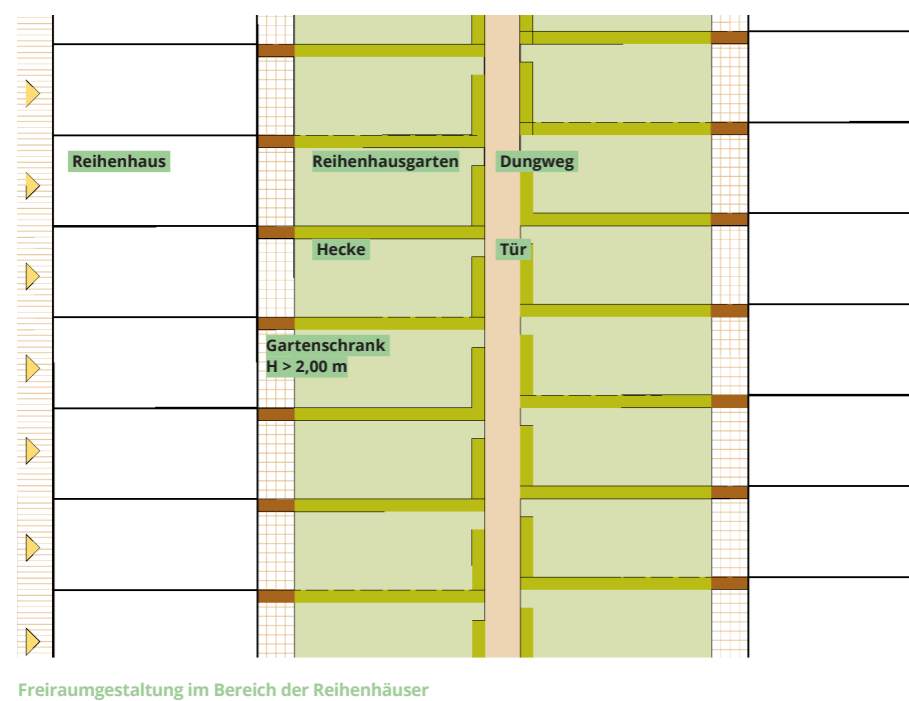 Reihenhaus
Reihenhausgarten
Dungweg
Hecke
Tür
Gartenschrank
H > 2,00 m
Freiraumgestaltung im Bereich der Reihenhäuser